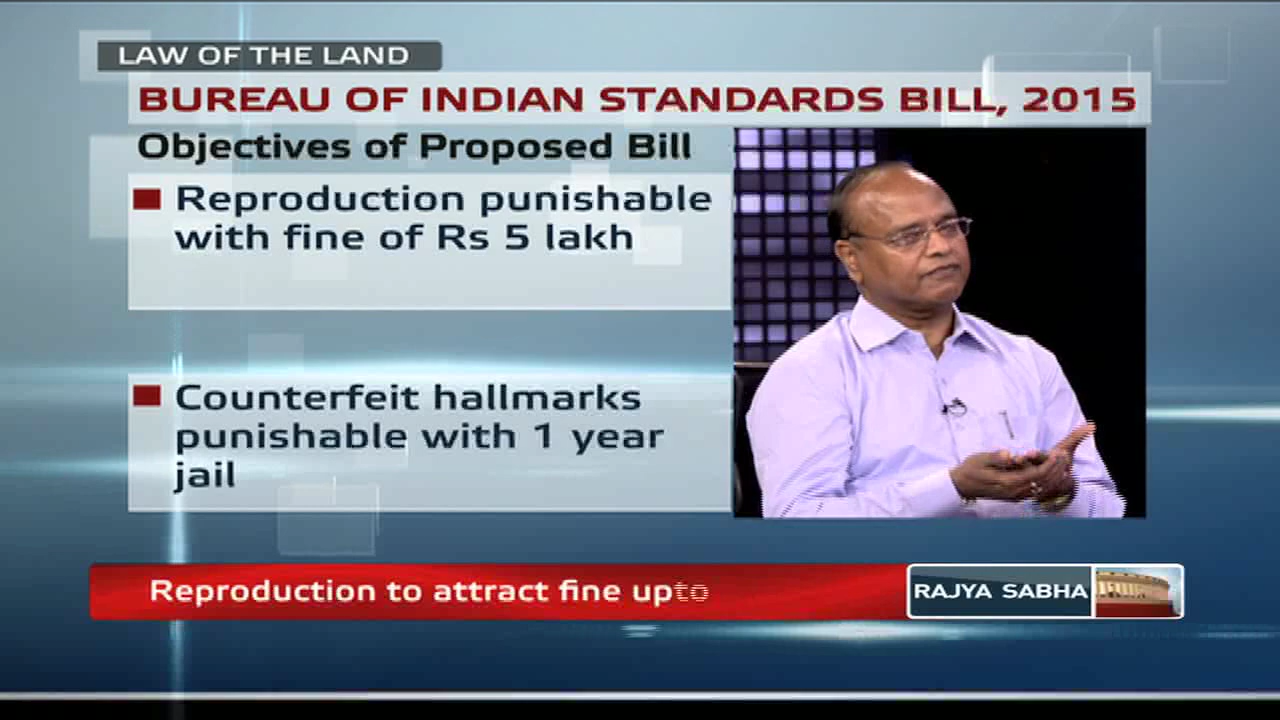 LAW OF THE LAND
BUREAU OF INDIAN STANDARDS BILL, 2015
Objectives of Proposed Bill
Reproduction punishable
with fine of Rs 5 lakh
Counterfeit hallmarks
punishable with 1 year
jail
Reproduction to attract fine upto
RAJYA SABHA